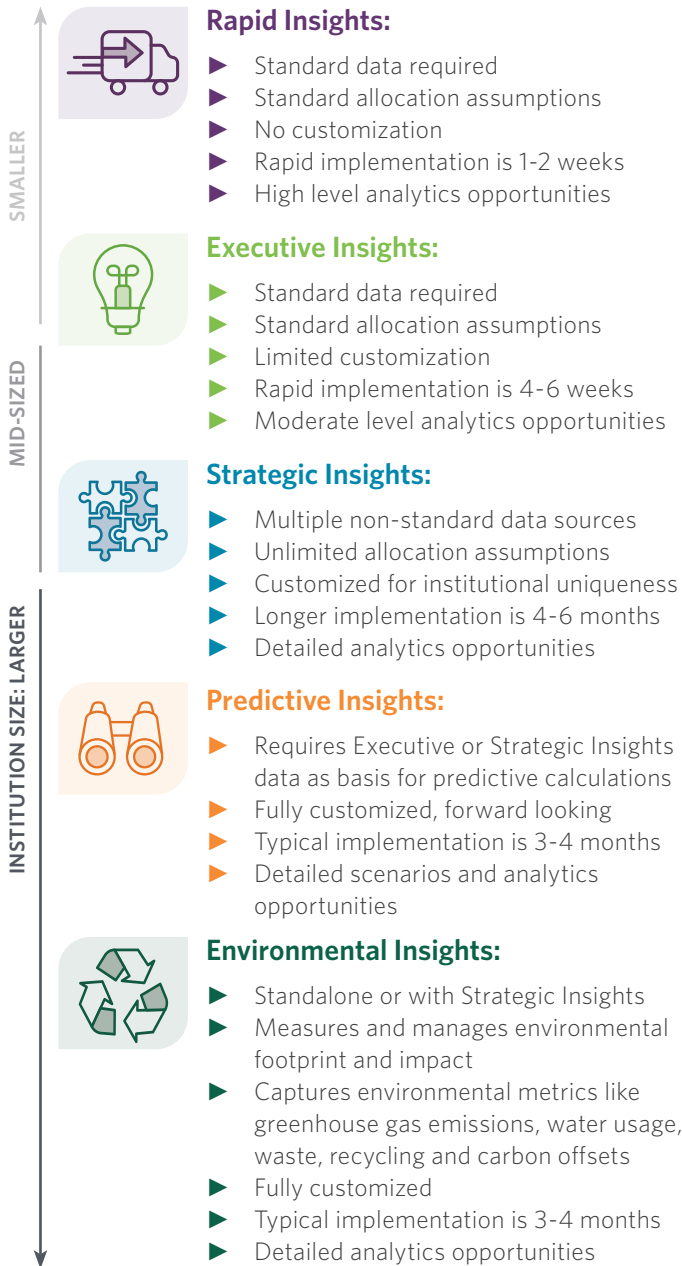 Rapid Insights:
► Standard data required
► Standard allocation assumptions
► No customization
► Rapid implementation is 1-2 weeks
► High level analytics opportunities
SMALLER
Executive Insights:
► Standard data required
► Standard allocation assumptions
► Limited customization
► Rapid implementation is 4-6 weeks
► Moderate level analytics opportunities
MID-SIZED
Strategic Insights:
► Multiple non-standard data sources
► Unlimited allocation assumptions
► Customized for institutional uniqueness
► Longer implementation is 4-6 months
► Detailed analytics opportunities
INSTITUTION SIZE: LARGER
Predictive Insights:
► Requires Executive or Strategic Insights
data as basis for predictive calculations
► Fully customized, forward looking
► Typical implementation is 3-4 months
► Detailed scenarios and analytics
opportunities
Environmental Insights:
► Standalone or with Strategic Insights
► Measures and manages environmental
footprint and impact
► Captures environmental metrics like
greenhouse gas emissions, water usage,
waste, recycling and carbon offsets
► Fully customized
► Typical implementation is 3-4 months
► Detailed analytics opportunities